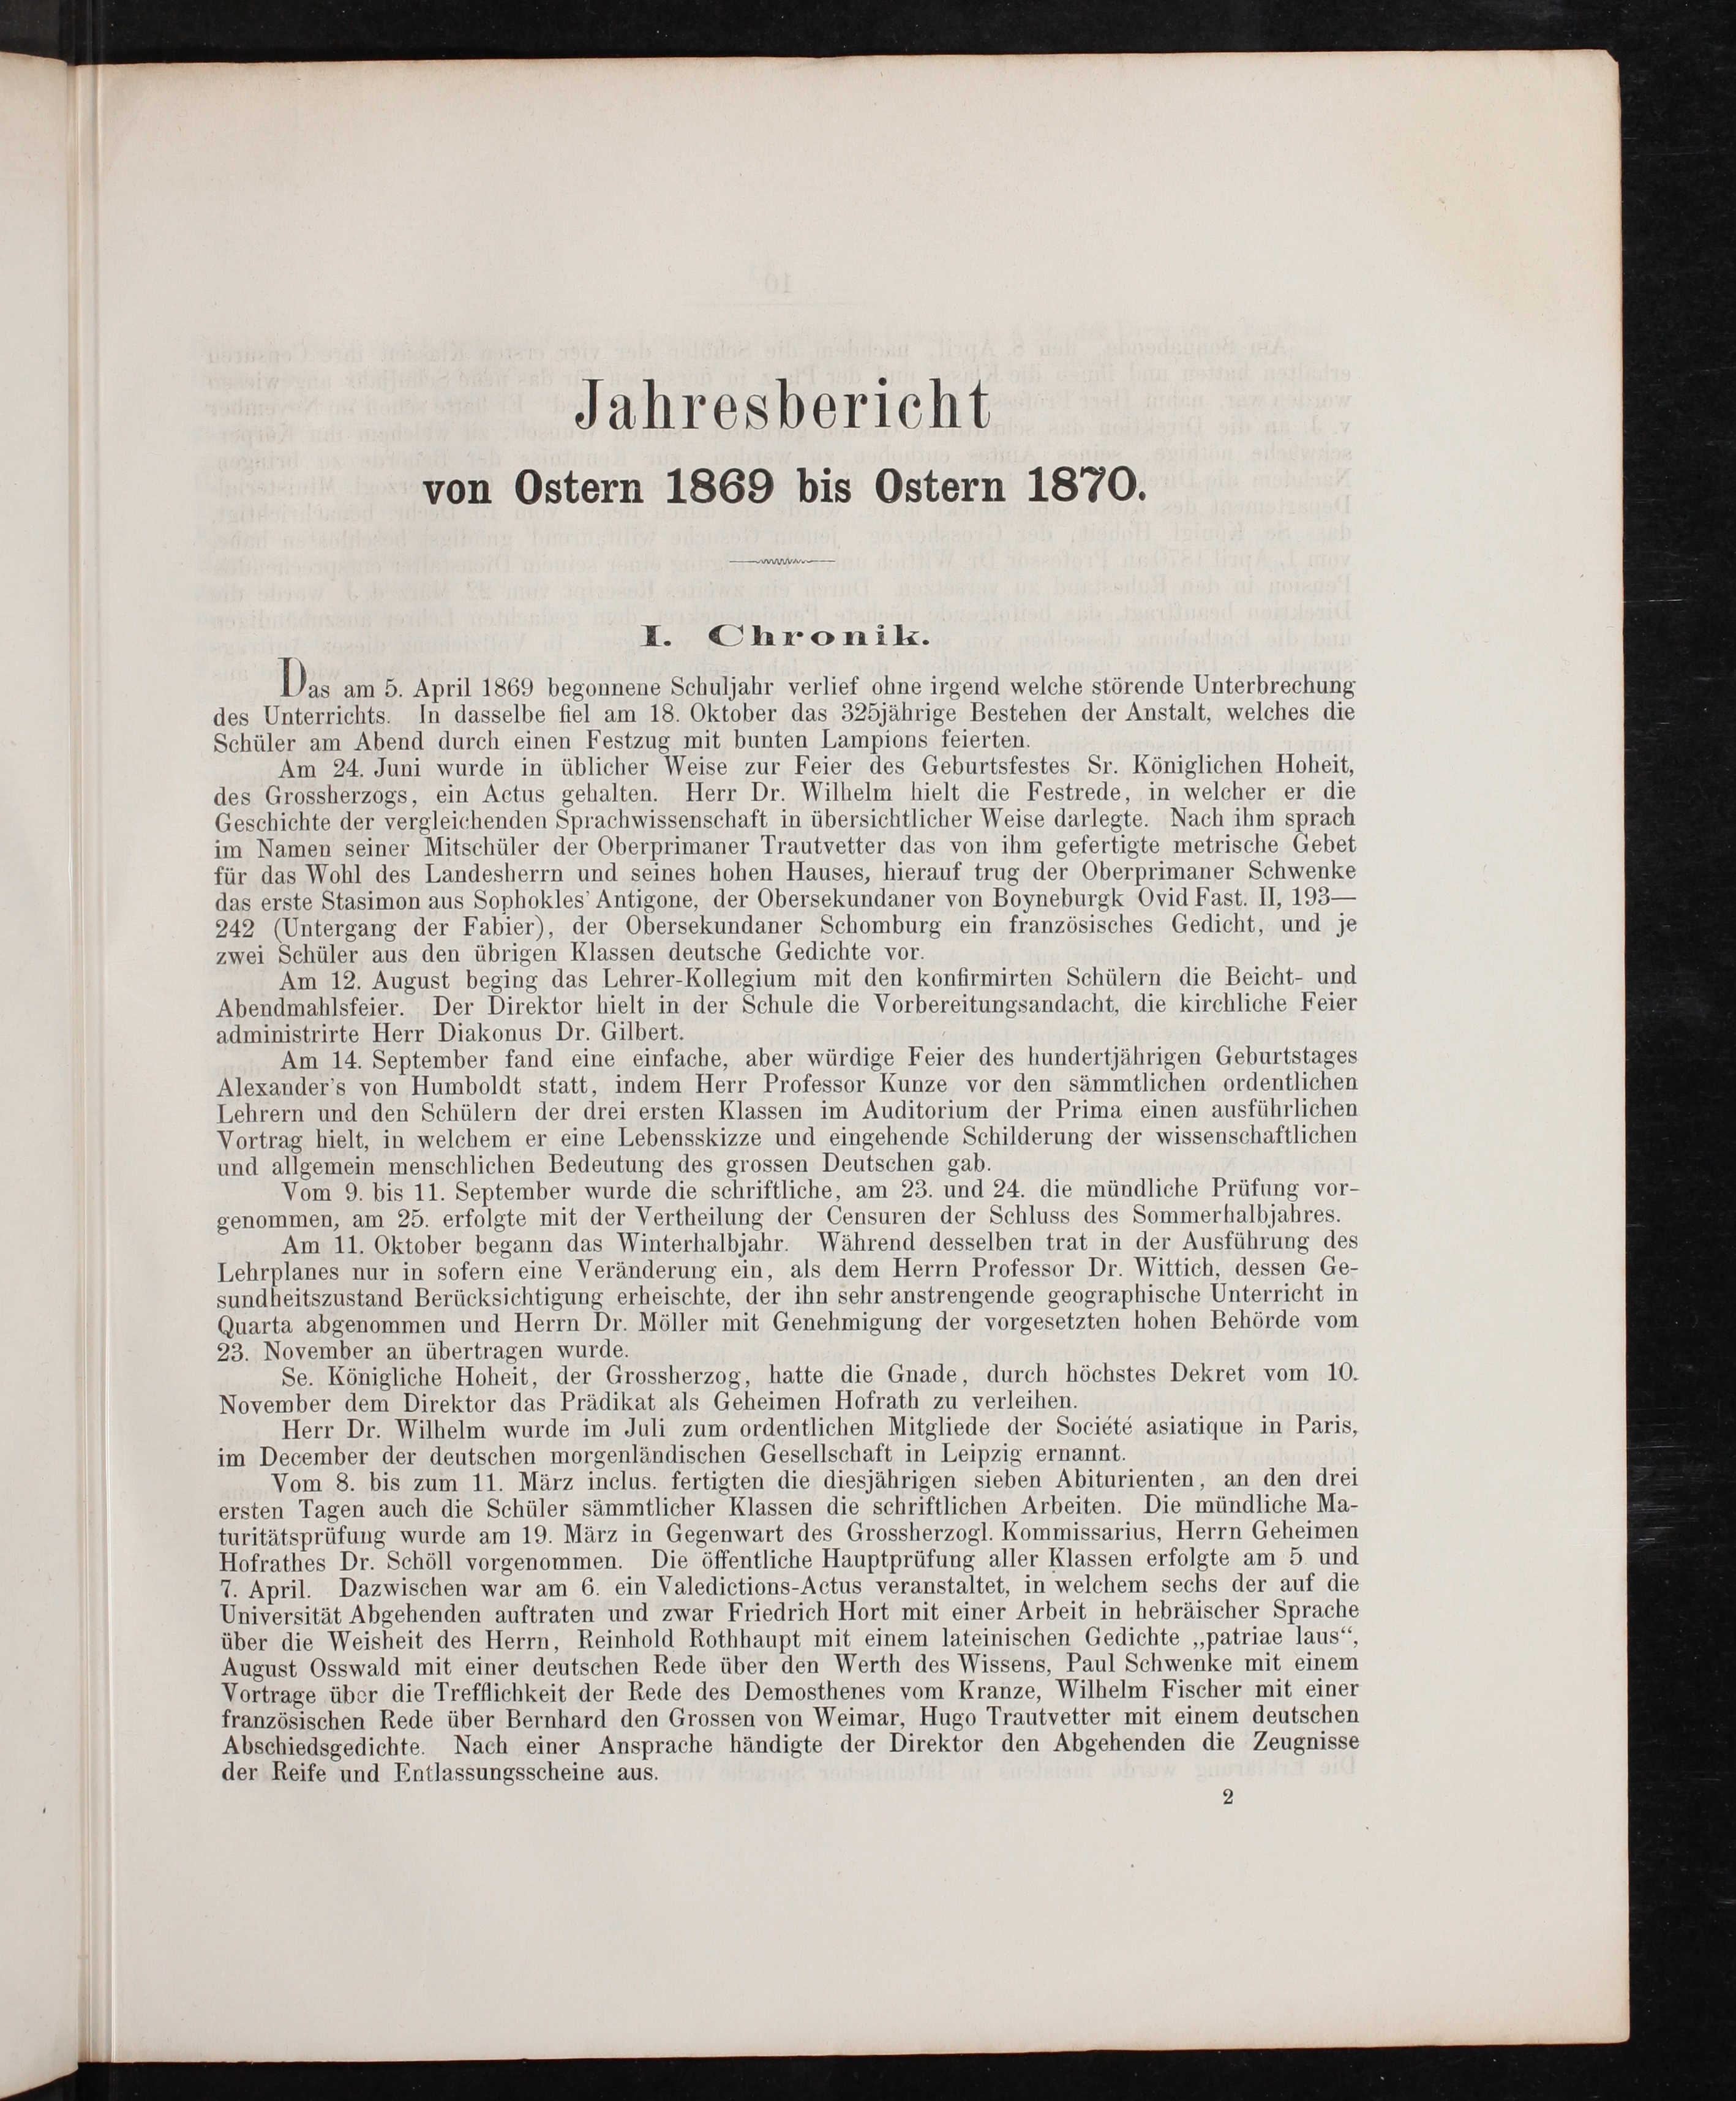 Jahresbericht
von Ostern 1869 bis Ostern 1870.
I. Chronik.
Das am 5. April 1869 begonnene Schuljahr verlief ohne irgend welche störende Unterbrechung
des Unterrichts. In dasselbe fiel am 18. Oktober das 325jährige Bestehen der Anstalt, welches die
Schüler am Abend durch einen Festzug mit bunten Lampions feierten.
Am 24. Juni wurde in üblicher Weise zur Feier des Geburtsfestes Sr. Königlichen Hoheit,
des Grossherzogs, ein Actus gehalten. Herr Dr. Wilhelm hielt die Festrede, in welcher er die
Geschichte der vergleichenden Sprachwissenschaft in übersichtlicher Weise darlegte. Nach ihm sprach
im Namen seiner Mitschüler der Oberprimaner Trautvetter das von ihm gefertigte metrische Gebet
für das Wohl des Landesherrn und seines hohen Hauses, hierauf trug der Oberprimaner Schwenke
das erste Stasimon aus Sophokles' Antigone, der Obersekundaner von Boyneburgk Ovid Fast. II, 193—
242 (Untergang der Fabier), der Obersekundaner Schomburg ein französisches Gedicht, und je
zwei Schüler aus den übrigen Klassen deutsche Gedichte vor.
Am 12. August beging das Lehrer-Kollegium mit den konfirmirten Schülern die Beicht- und
Abendmahlsfeier. Der Direktor hielt in der Schule die Vorbereitungsandacht, die kirchliche Feier
administrirte Herr Diakonus Dr. Gilbert.
Am 14. September fand eine einfache, aber würdige Feier des hundertjährigen Geburtstages
Alexander's von Humboldt statt, indem Herr Professor Kunze vor den sämmtlichen ordentlichen
Lehrern und den Schülern der drei ersten Klassen im Auditorium der Prima einen ausführlichen
Vortrag hielt, in welchem er eine Lebensskizze und eingehende Schilderung der wissenschaftlichen
und allgemein menschlichen Bedeutung des grossen Deutschen gab.
Vom 9. bis 11. September wurde die schriftliche, am 23. und 24. die mündliche Prüfung vor-
genommen, am 25. erfolgte mit der Vertheilung der Censuren der Schluss des Sommerhalbjahres.
Am 11. Oktober begann das Winterhalbjahr. Während desselben trat in der Ausführung des
Lehrplanes nur in sofern eine Veränderung ein, als dem Herrn Professor Dr. Wittich, dessen Ge-
sundheitszustand Berücksichtigung erheischte, der ihn sehr anstrengende geographische Unterricht in
Quarta abgenommen und Herrn Dr. Möller mit Genehmigung der vorgesetzten hohen Behörde vom
23. November an übertragen wurde.
Se. Königliche Hoheit, der Grossherzog, hatte die Gnade, durch höchstes Dekret vom 10.
November dem Direktor das Prädikat als Geheimen Hofrath zu verleihen.
Herr Dr. Wilhelm wurde im Juli zum ordentlichen Mitgliede der Société asiatique in Paris,
im December der deutschen morgenländischen Gesellschaft in Leipzig ernannt.
Vom 8. bis zum 11. März inclus. fertigten die diesjährigen sieben Abiturienten, an den drei
ersten Tagen auch die Schüler sämmtlicher Klassen die schriftlichen Arbeiten. Die mündliche Ma-
turitätsprüfung wurde am 19. März in Gegenwart des Grossherzogl. Kommissarius, Herrn Geheimen
Hofrathes Dr. Schöll vorgenommen. Die öffentliche Hauptprüfung aller Klassen erfolgte am 5 und
7. April. Dazwischen war am 6. ein Valedictions-Actus veranstaltet, in welchem sechs der auf die
Universität Abgehenden auftraten und zwar Friedrich Hort mit einer Arbeit in hebräischer Sprache
über die Weisheit des Herrn, Reinhold Rothhaupt mit einem lateinischen Gedichte „patriae laus“,
August Osswald mit einer deutschen Rede über den Werth des Wissens, Paul Schwenke mit einem
Vortrage über die Trefflichkeit der Rede des Demosthenes vom Kranze, Wilhelm Fischer mit einer
französischen Rede über Bernhard den Grossen von Weimar, Hugo Trautvetter mit einem deutschen
Abschiedsgedichte. Nach einer Ansprache händigte der Direktor den Abgehenden die Zeugnisse
der Reife und Entlassungsscheine aus.
2